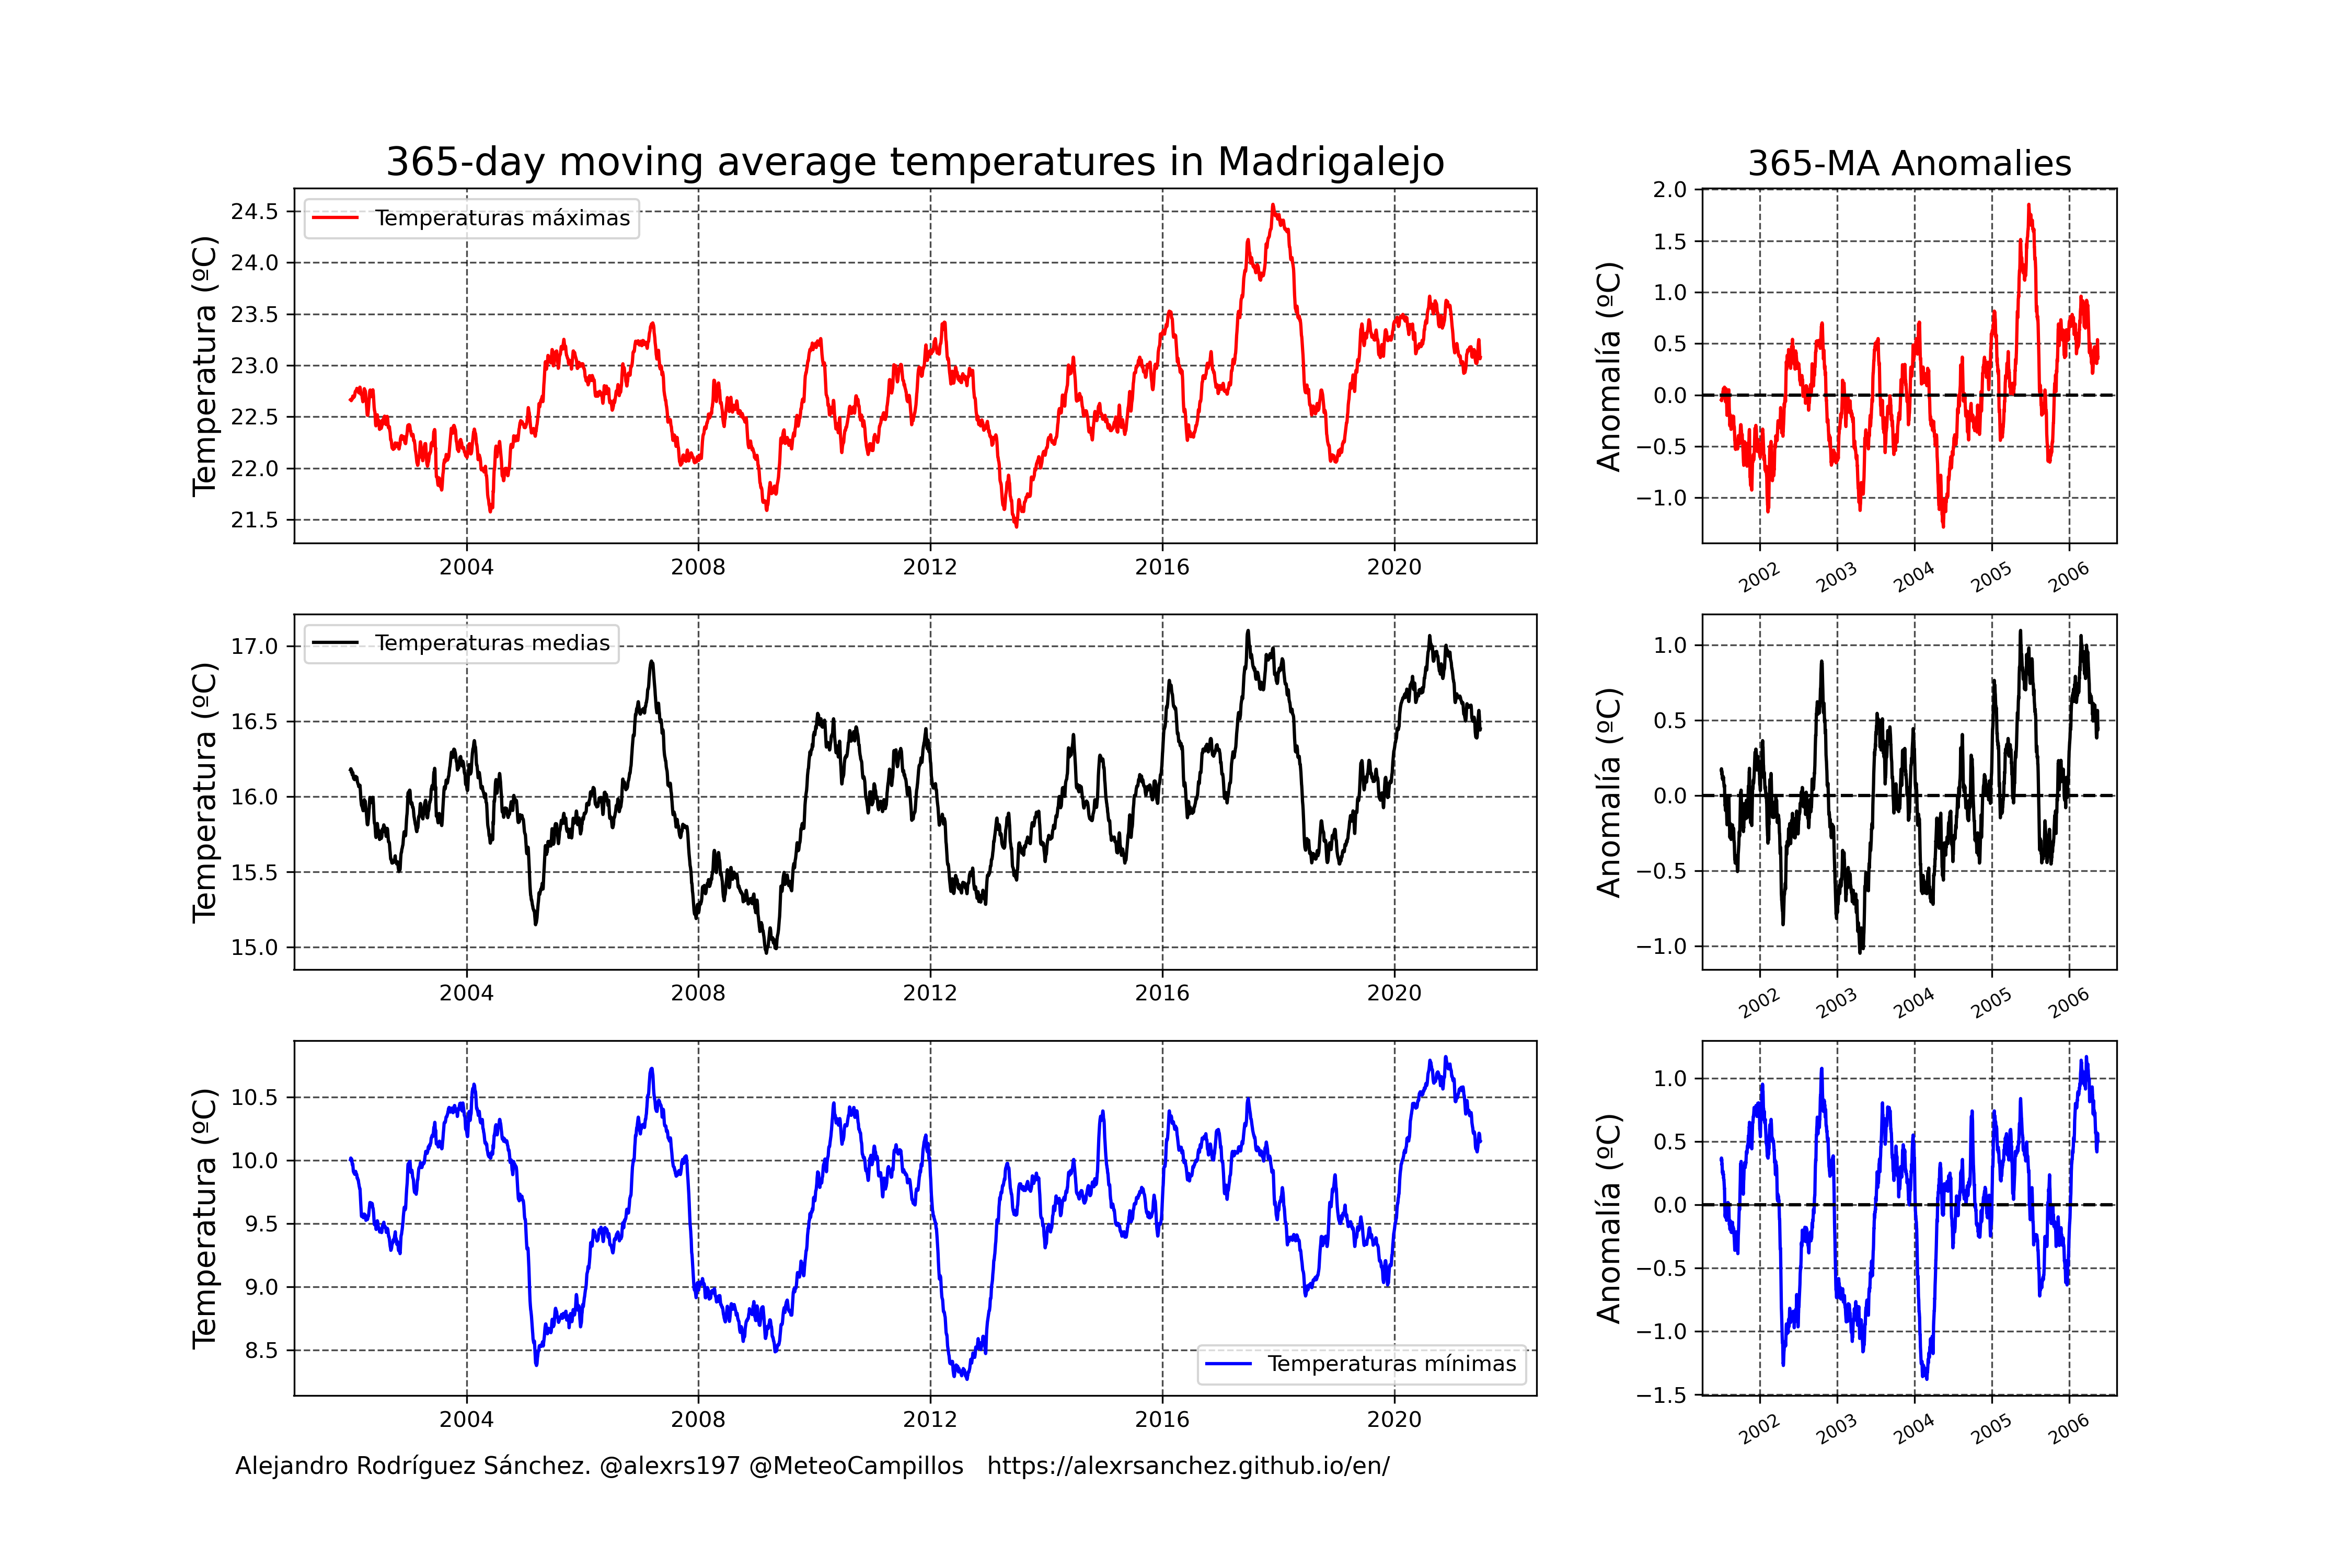 365-day moving average temperatures in Madrigalejo
Temperatura (ºC)
24.5
24.0
23.5
23.0
22.5
22.0
21.5
Temperaturas máximas
2004 2008 2012 2016 2020
365-MA Anomalies
Anomalía (ºC)
2.0
1.5
1.0
0.5
0.0
−0.5
−1.0
2002 2003 2004 2005 2006
Temperatura (ºC)
17.0
16.5
16.0
15.5
15.0
Temperaturas medias
2004 2008 2012 2016 2020
Anomalía (ºC)
1.0
0.5
0.0
−0.5
−1.0
2002 2003 2004 2005 2006
Temperatura (ºC)
10.5
10.0
9.5
9.0
8.5
Temperaturas mínimas
2004 2008 2012 2016 2020
Anomalía (ºC)
1.0
0.5
0.0
−0.5
−1.0
−1.5
2002 2003 2004 2005 2006
Alejandro Rodríguez Sánchez. @alexrs197 @MeteoCampillos https://alexrsanchez.github.io/en/